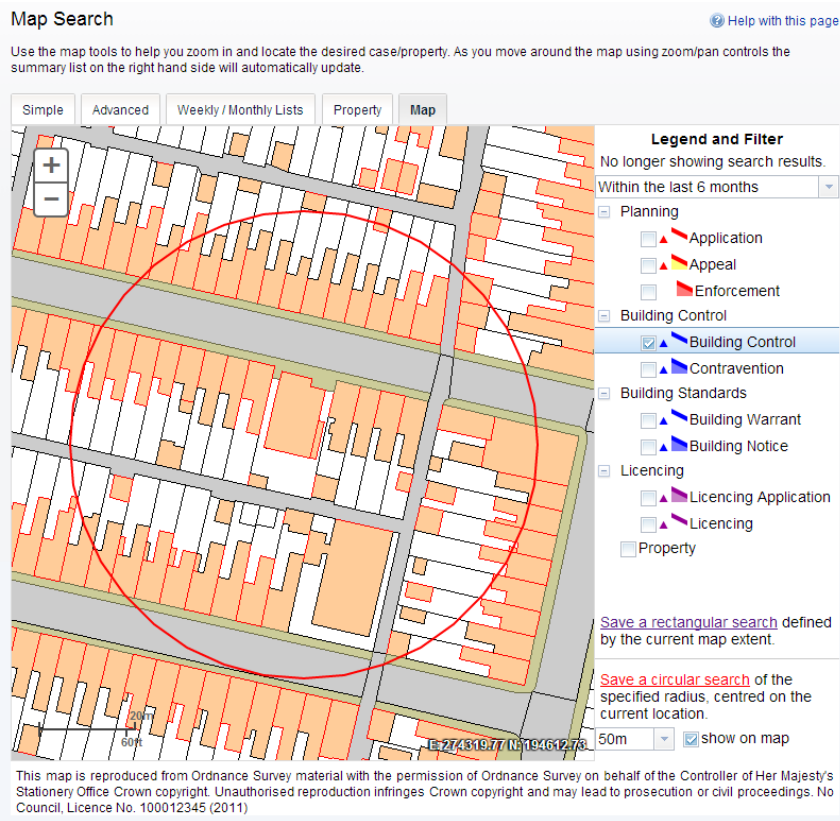 Map Search
Help with this page
Use the map tools to help you zoom in and locate the desired case/property. As you move around the map using zoom/pan controls the
summary list on the right hand side will automatically update.
Simple
Advanced
Weekly / Monthly Lists
Property
Map
+
−
20m
60ft
E:274319.77 N:194612.73
Legend and Filter
No longer showing search results.
Within the last 6 months
Planning
Application
Appeal
Enforcement
Building Control
Building Control
Contravention
Building Standards
Building Warrant
Building Notice
Licencing
Licencing Application
Licencing
Property
Save a rectangular search defined
by the current map extent.
Save a circular search of the
specified radius, centred on the
current location.
50m
show on map
This map is reproduced from Ordnance Survey material with the permission of Ordnance Survey on behalf of the Controller of Her Majesty's
Stationery Office Crown copyright. Unauthorised reproduction infringes Crown copyright and may lead to prosecution or civil proceedings. No
Council, Licence No. 100012345 (2011)